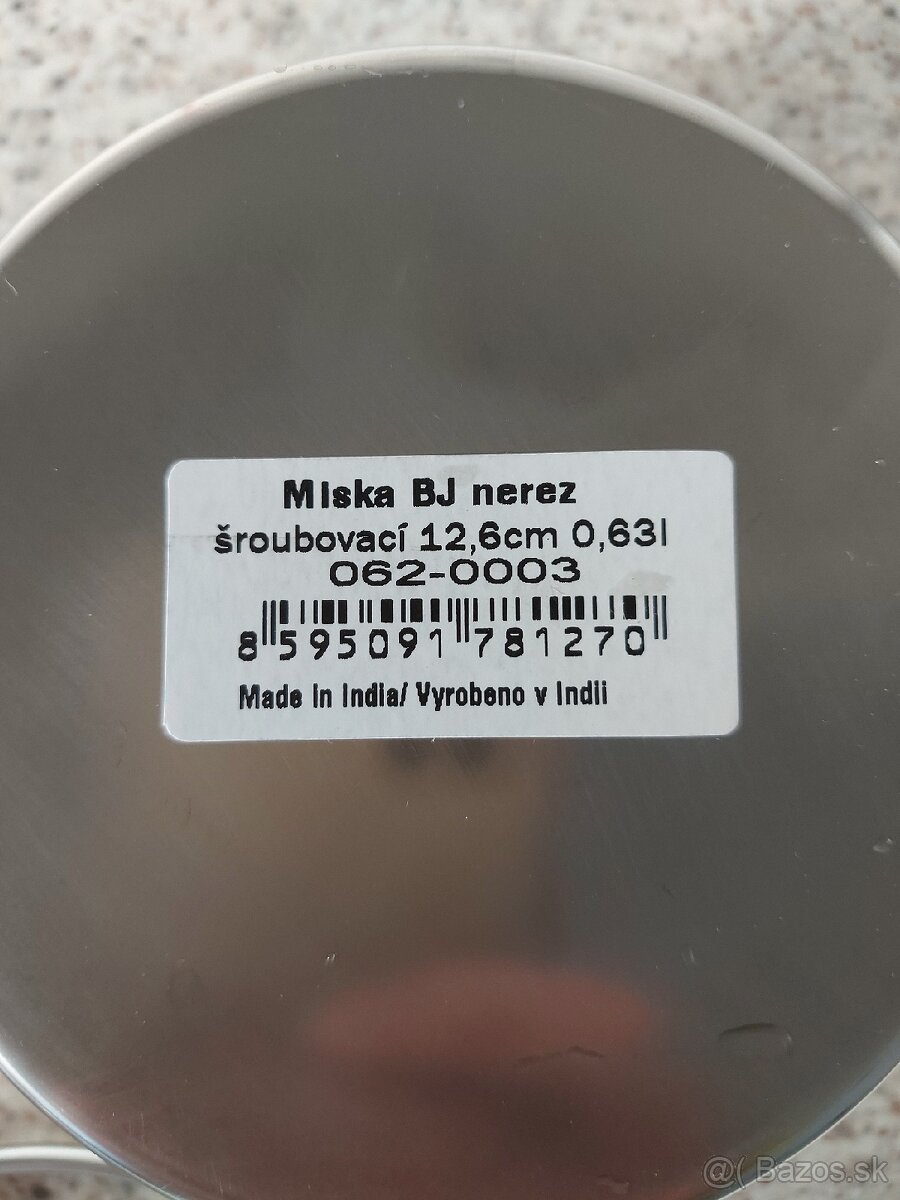 Miska BJ nerez
šroubovací 12,6cm 0,63l
062-0003
8 595091 781270
Made in India/ Vyrobeno v Indii
@( Bazos.sk